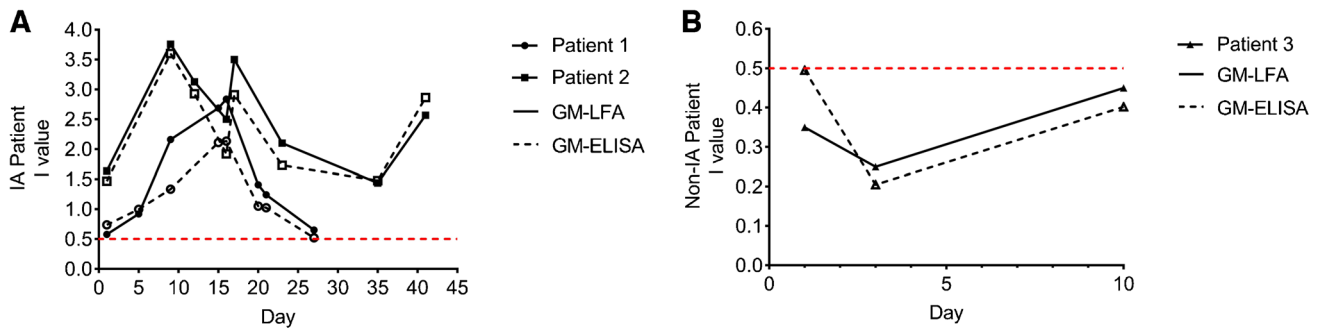 A
IA Patient
I value
4.0
3.5
3.0
2.5
2.0
1.5
1.0
0.5
0.0
0 5 10 15 20 25 30 35 40 45
Day
Patient 1
Patient 2
GM-LFA
GM-ELISA
B
Non-IA Patient
I value
0.6
0.5
0.4
0.3
0.2
0.1
0.0
0 5 10
Day
Patient 3
GM-LFA
GM-ELISA